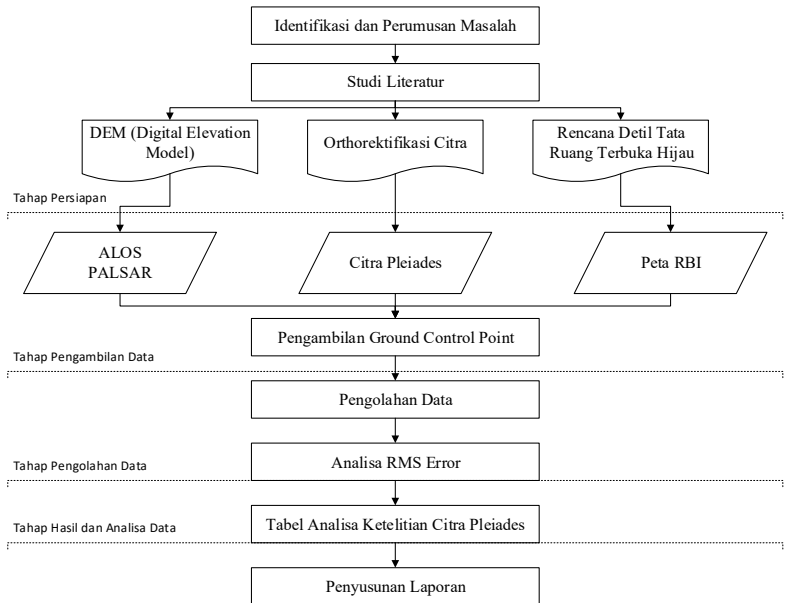 Identifikasi dan Perumusan Masalah
Studi Literatur
DEM (Digital Elevation
Model)
Orthorektifikasi Citra
Rencana Detil Tata
Ruang Terbuka Hijau
Tahap Persiapan
ALOS
PALSAR
Citra Pleiades
Peta RBI
Pengambilan Ground Control Point
Tahap Pengambilan Data
Pengolahan Data
Tahap Pengolahan Data
Analisa RMS Error
Tahap Hasil dan Analisa Data
Tabel Analisa Ketelitian Citra Pleiades
Penyusunan Laporan